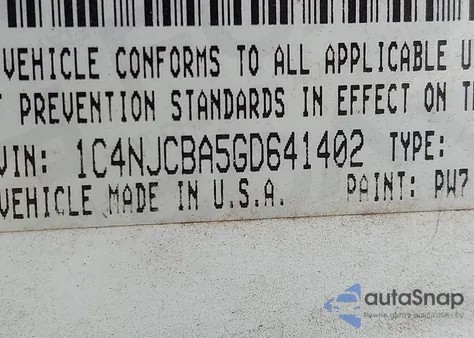 VEHICLE CONFORMS TO ALL APPLICABLE U
T PREVENTION STANDARDS IN EFFECT ON T
VIN: 1C4NJCBA5GD641402 TYPE:
VEHICLE MADE IN U.S.A. PAINT: PW7
autoSnap